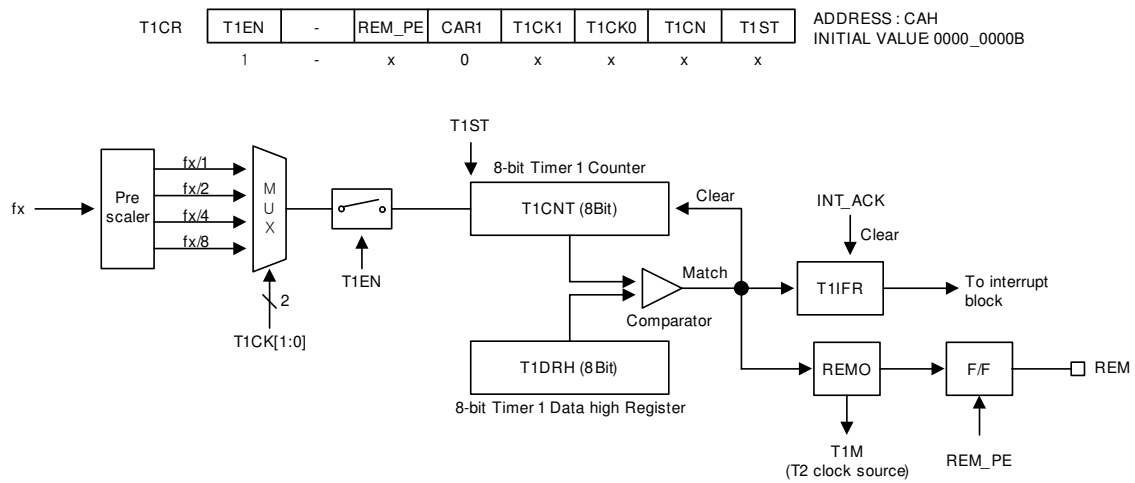 T1CR T1EN - REM_PE CAR1 T1CK1 T1CK0 T1CN T1ST ADDRESS : CAH
INITIAL VALUE: 0000_0000B
1 - x 0 x x x x
T1ST
8-bit Timer 1 Counter
fx
Pre
scaler
fx/1
fx/2
fx/4
fx/8
M
U
X
T1EN
2
T1CK[1:0]
T1CNT (8Bit)
Clear
Match
Comparator
T1DRH (8 Bit)
8-bit Timer 1 Data high Register
INT_ACK
Clear
T1IFR
To interrupt
block
REMO
F/F
REM
T1M
(T2 clock source)
REM_PE